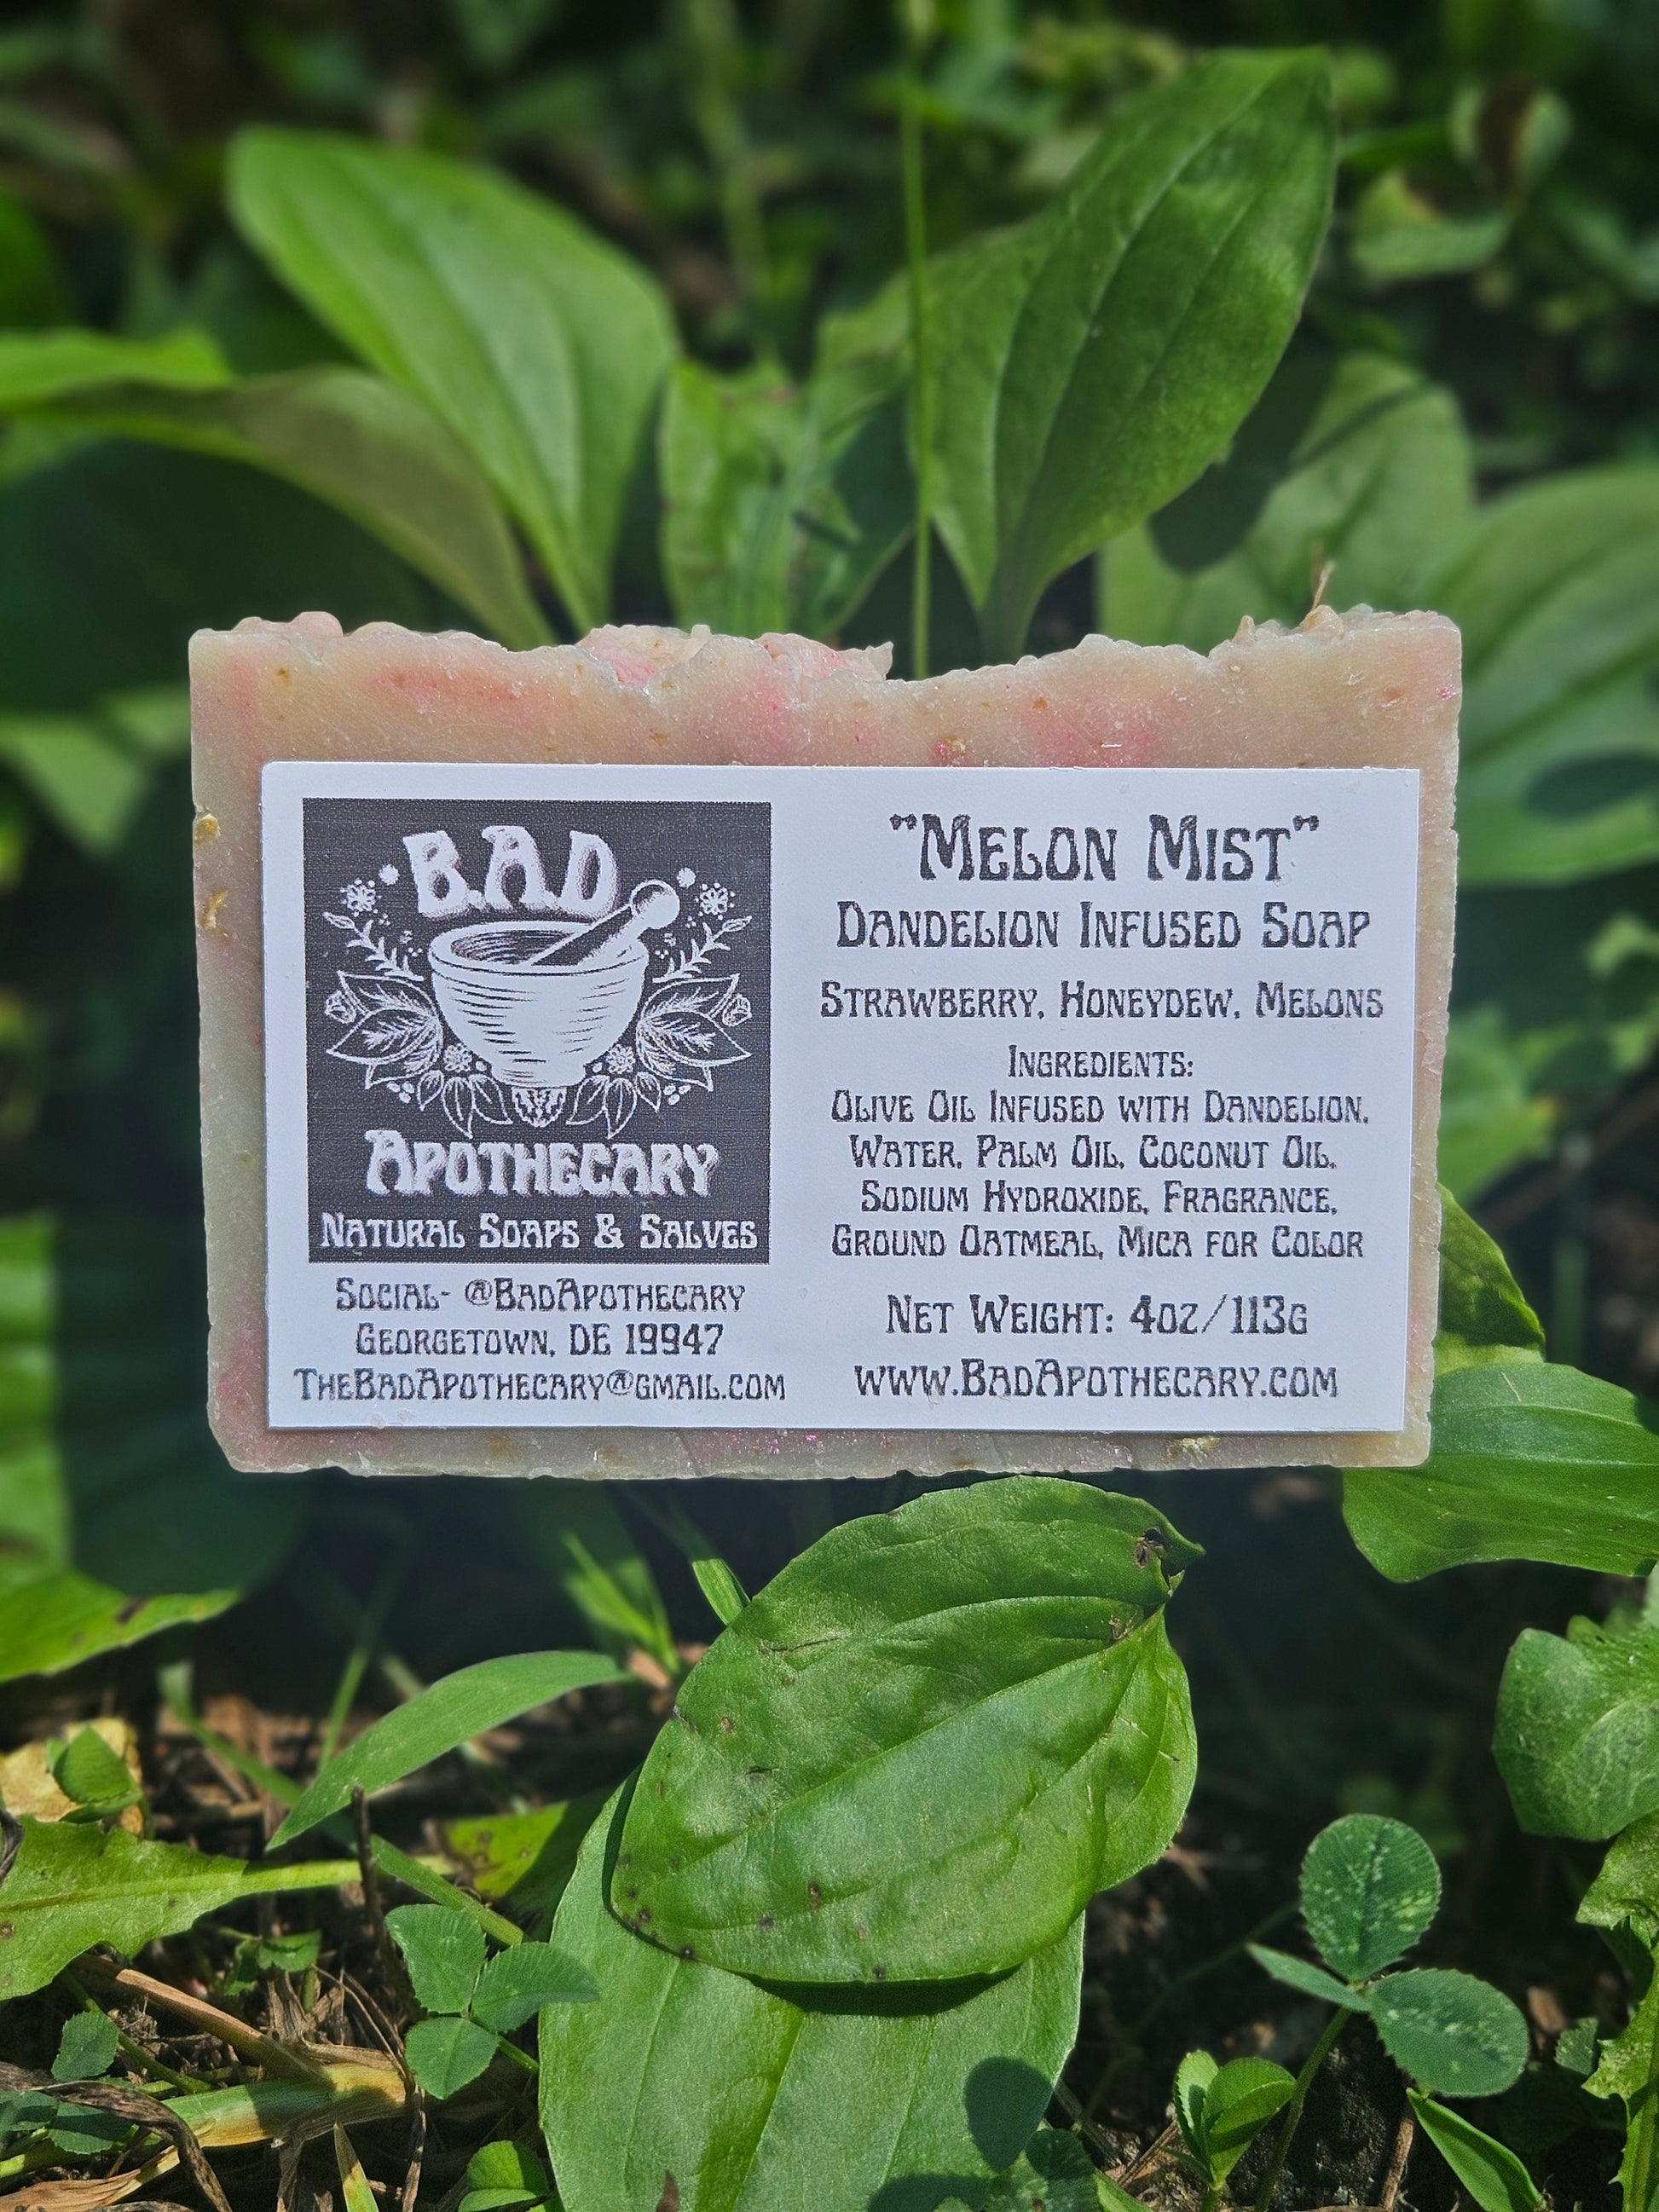 B.A.D
Apothecary
Natural Soaps & Salves
Social- @BadApothecary
Georgetown, DE 19947
TheBadApothecary@gmail.com
"Melon Mist"
Dandelion Infused Soap
Strawberry, Honeydew, Melons
Ingredients:
Olive Oil Infused with Dandelion,
Water, Palm Oil, Coconut Oil,
Sodium Hydroxide, Fragrance,
Ground Oatmeal, Mica for Color
Net Weight: 4oz/113g
www.BadApothecary.com